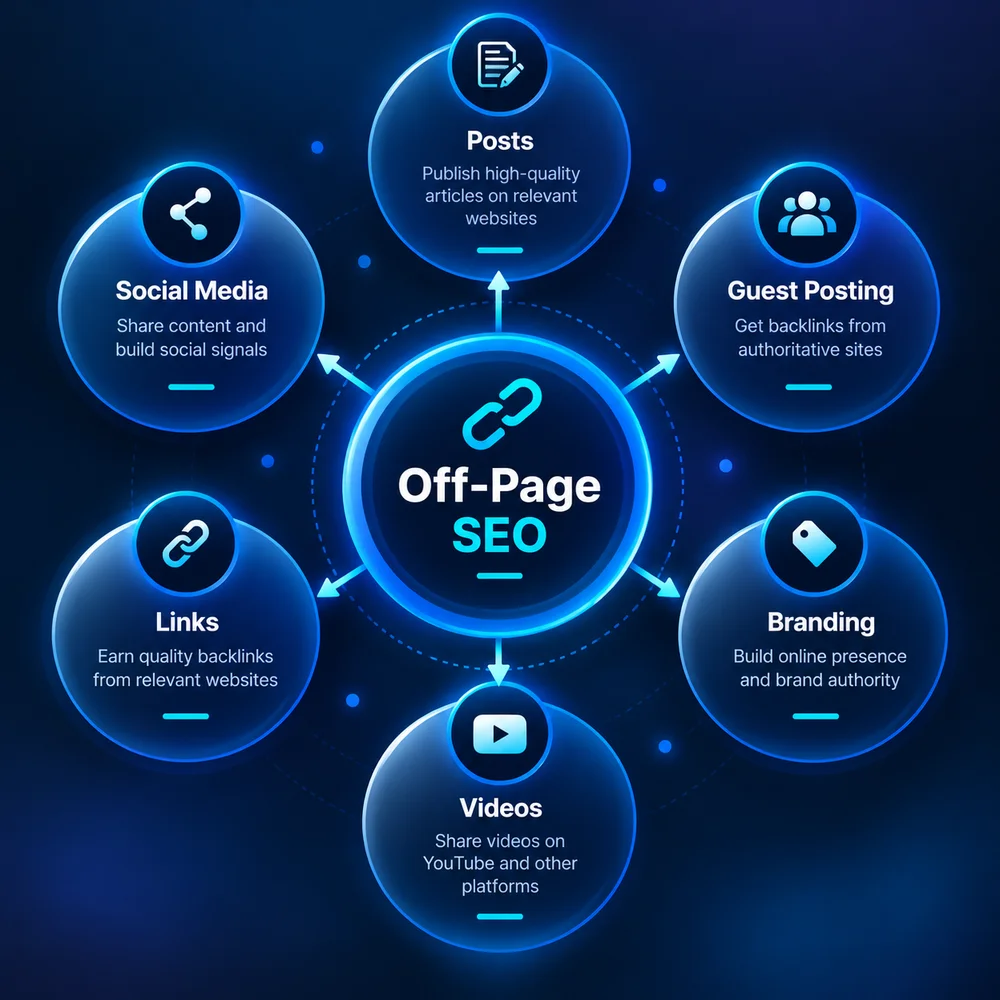 Posts
Publish high-quality
articles on relevant
websites
Social Media
Share content and
build social signals
Guest Posting
Get backlinks from
authoritative sites
Off-Page
SEO
Links
Earn quality backlinks
from relevant websites
Branding
Build online presence
and brand authority
Videos
Share videos on
YouTube and other
platforms